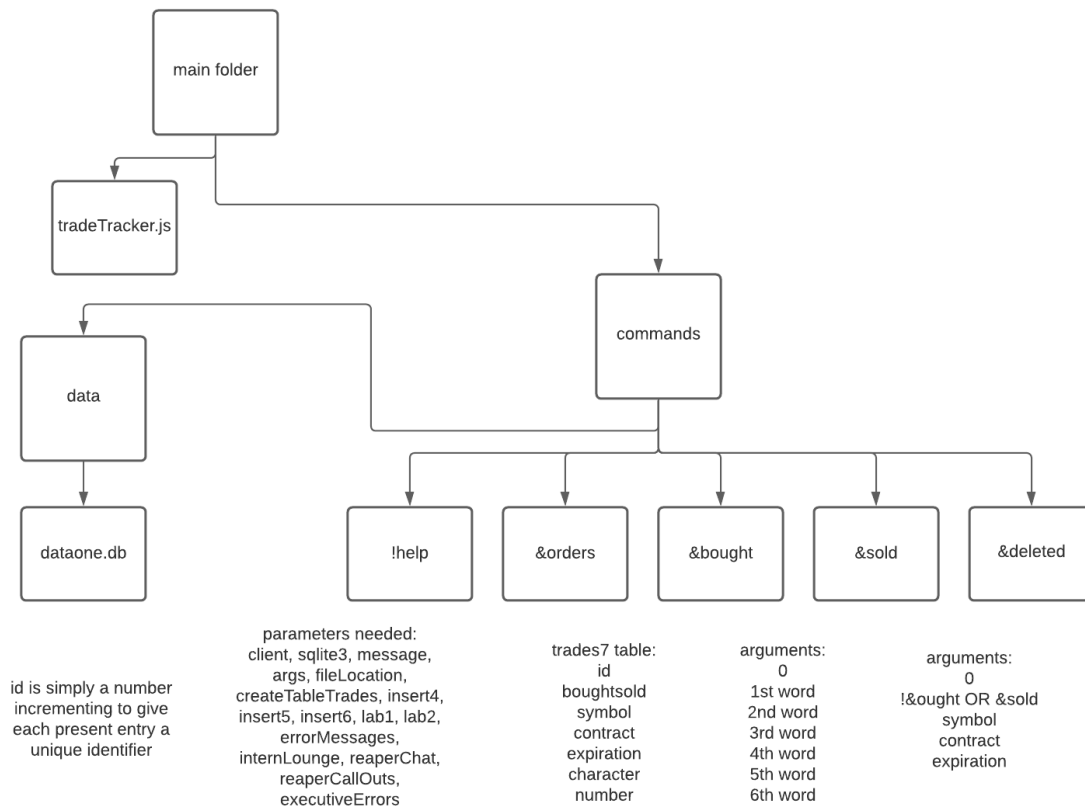 main folder
tradeTracker.js
commands
data
dataone.db
!help
&orders
&bought
&sold
&deleted
id is simply a number
incrementing to give
each present entry a
unique identifier
parameters needed:
client, sqlite3, message,
args, fileLocation,
createTableTrades, insert4,
insert5, insert6, lab1, lab2,
errorMessages,
internLounge, reaperChat,
reaperCallOuts,
executiveErrors
trades7 table:
id
boughtsold
symbol
contract
expiration
character
number
arguments:
0
1st word
2nd word
3rd word
4th word
5th word
6th word
arguments:
0
!&ought OR &sold
symbol
contract
expiration